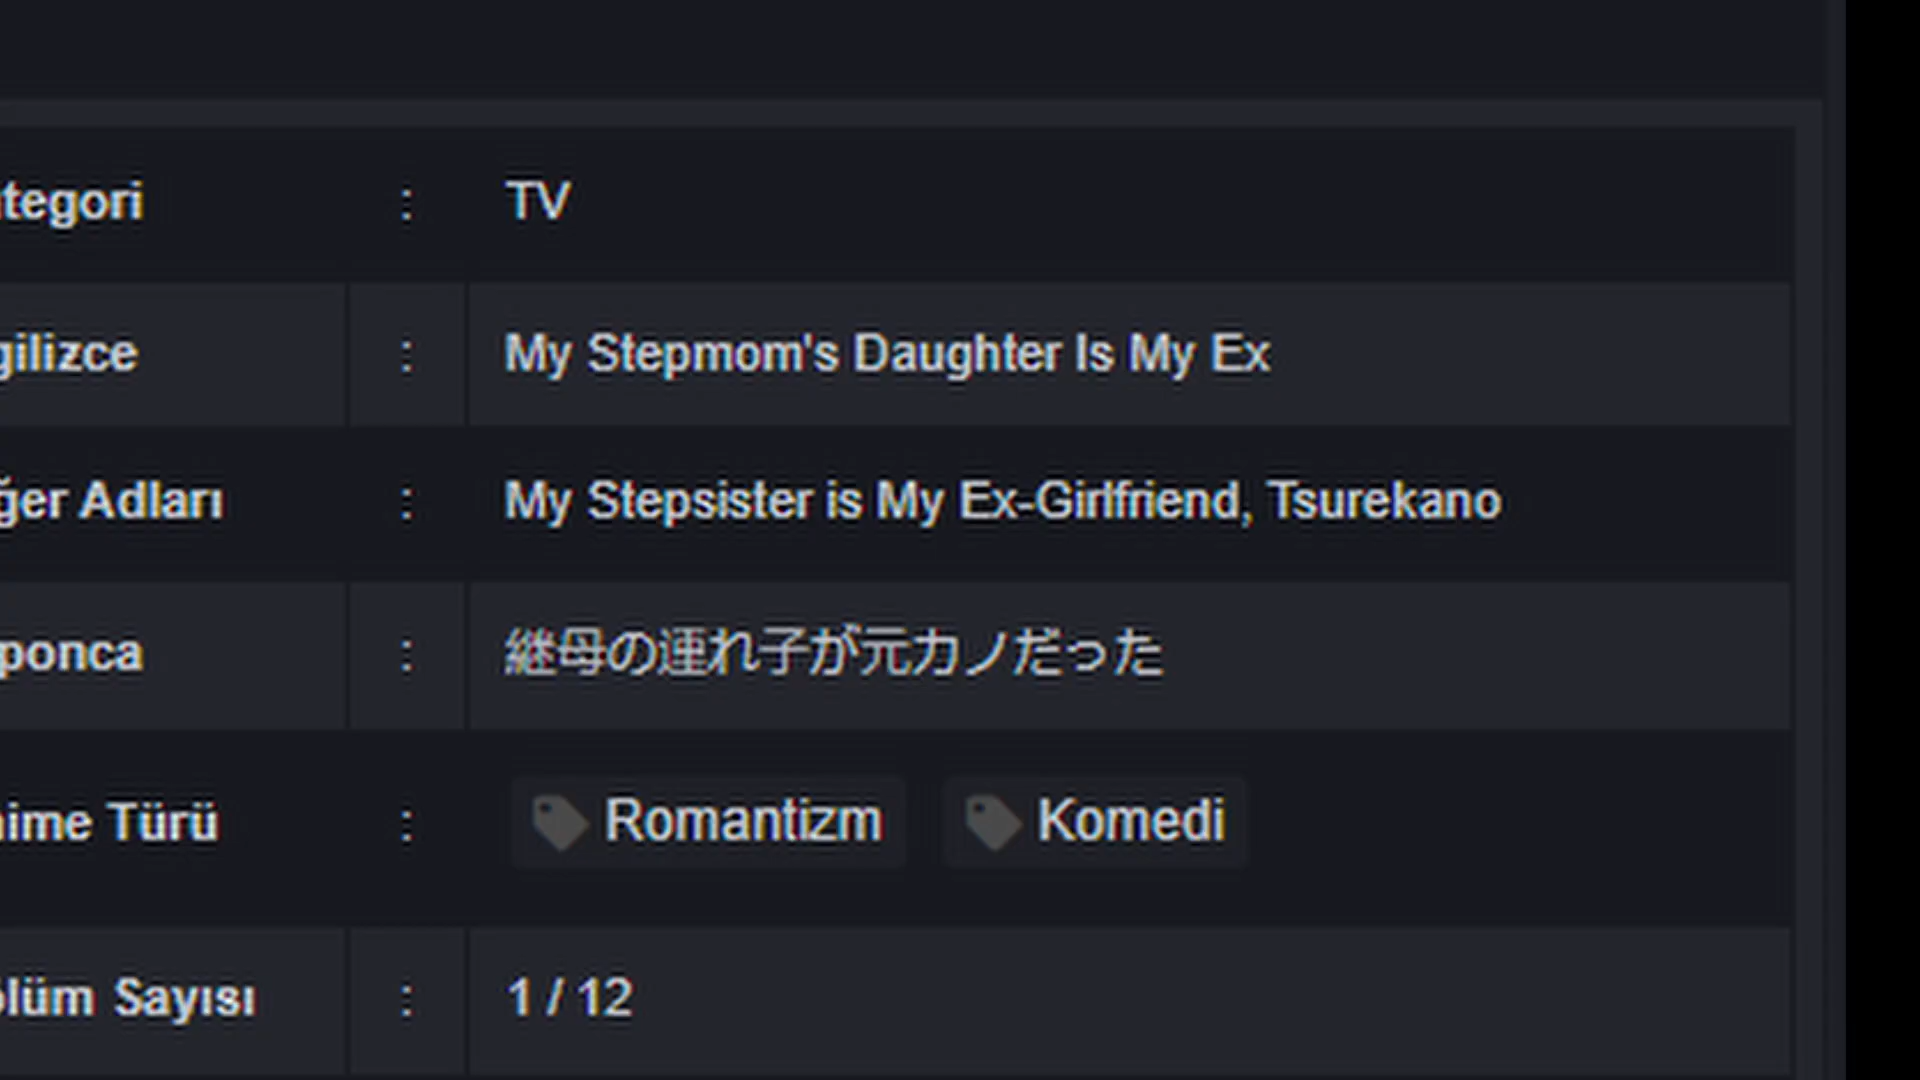 tegori : TV
gilizce : My Stepmom's Daughter Is My Ex
ğer Adları : My Stepsister is My Ex-Girlfriend, Tsurekano
ponca : 継母の連れ子が元カノだった
ime Türü : Romantizm Komedi
lüm Sayısı : 1 / 12